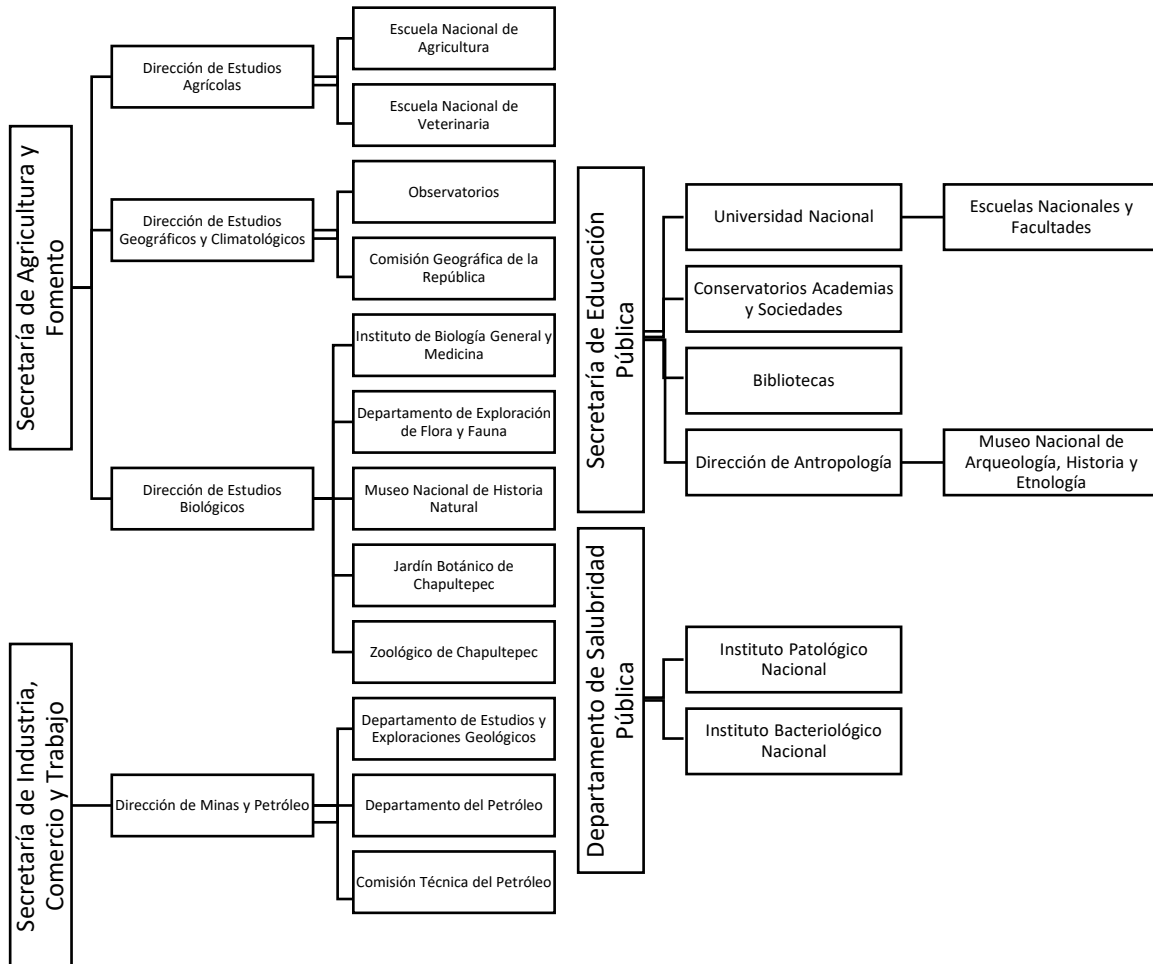 Secretaría de Agricultura y
Fomento
Dirección de Estudios
Agrícolas
Escuela Nacional de
Agricultura
Escuela Nacional de
Veterinaria
Dirección de Estudios
Geográficos y Climatológicos
Observatorios
Comisión Geográfica de la
República
Dirección de Estudios
Biológicos
Instituto de Biología General y
Medicina
Departamento de Exploración
de Flora y Fauna
Museo Nacional de Historia
Natural
Jardín Botánico de
Chapultepec
Zoológico de Chapultepec
Secretaría de Industria,
Comercio y Trabajo
Dirección de Minas y Petróleo
Departamento de Estudios y
Exploraciones Geológicos
Departamento del Petróleo
Comisión Técnica del Petróleo
Secretaría de Educación
Pública
Universidad Nacional
Escuelas Nacionales y
Facultades
Conservatorios Academias
y Sociedades
Bibliotecas
Dirección de Antropología
Museo Nacional de
Arqueología, Historia y
Etnología
Departamento de Salubridad
Pública
Instituto Patológico
Nacional
Instituto Bacteriológico
Nacional